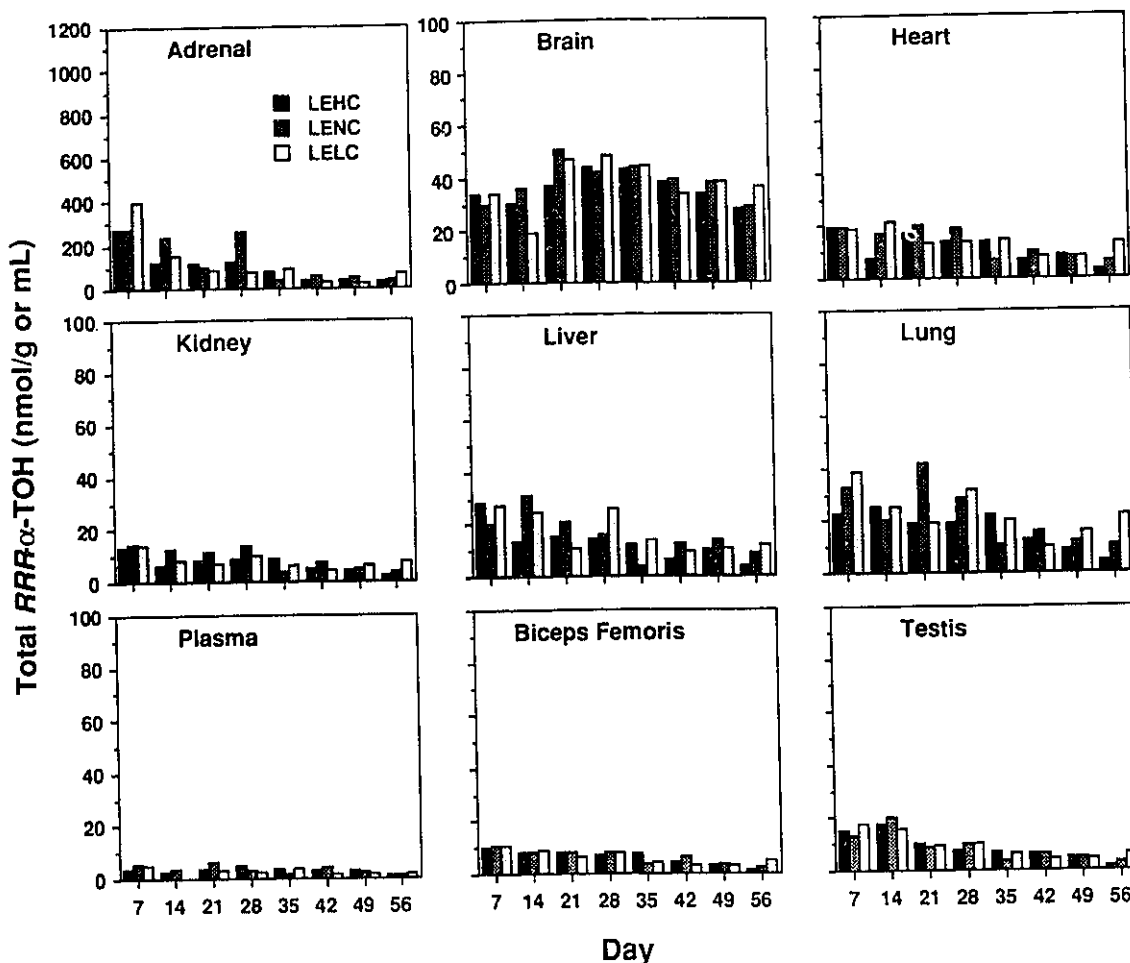 Total RRRα-TOH (nmol/g or mL)
Adrenal
1200
1000
800
600
400
200
0
LEHC
LENC
LELC
Brain
100
80
60
40
20
0
Heart
Kidney
100
80
60
40
20
0
Liver
Lung
Plasma
100
80
60
40
20
0
7 14 21 28 35 42 49 56
Biceps Femoris
7 14 21 28 35 42 49 56
Testis
7 14 21 28 35 42 49 56
Day